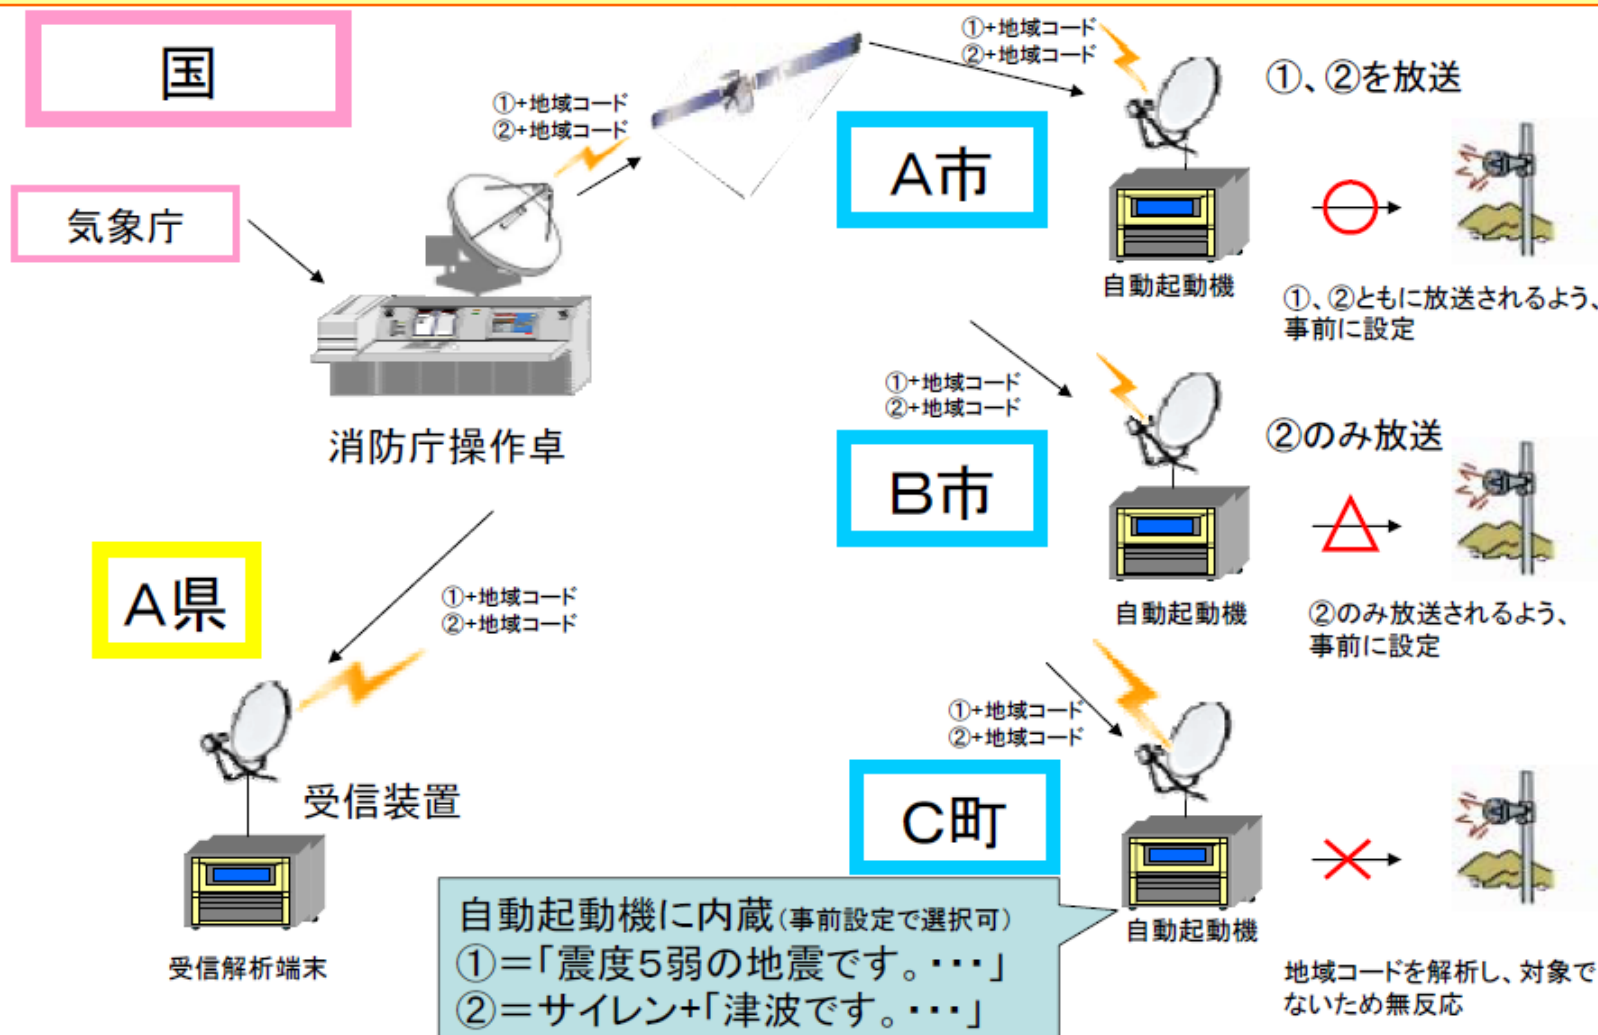 国
気象庁
①+地域コード
②+地域コード
消防庁操作卓
①+地域コード
②+地域コード
A市
自動起動機
①、②を放送
①、②ともに放送されるよう、
事前に設定
①+地域コード
②+地域コード
B市
自動起動機
②のみ放送
②のみ放送されるよう、
事前に設定
A県
①+地域コード
②+地域コード
受信装置
受信解析端末
①+地域コード
②+地域コード
C町
自動起動機
地域コードを解析し、対象で
ないため無反応
自動起動機に内蔵(事前設定で選択可)
①＝「震度5弱の地震です。・・・」
②＝サイレン+「津波です。・・・」